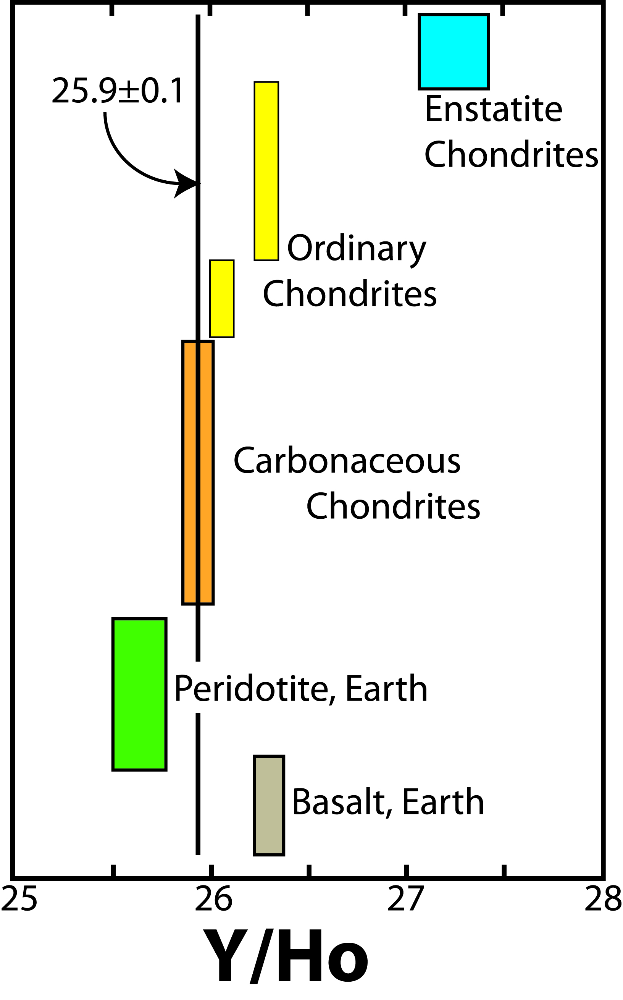 25.9±0.1
Enstatite
Chondrites
Ordinary
Chondrites
Carbonaceous
Chondrites
Peridotite, Earth
Basalt, Earth
25 26 27 28
Y/Ho